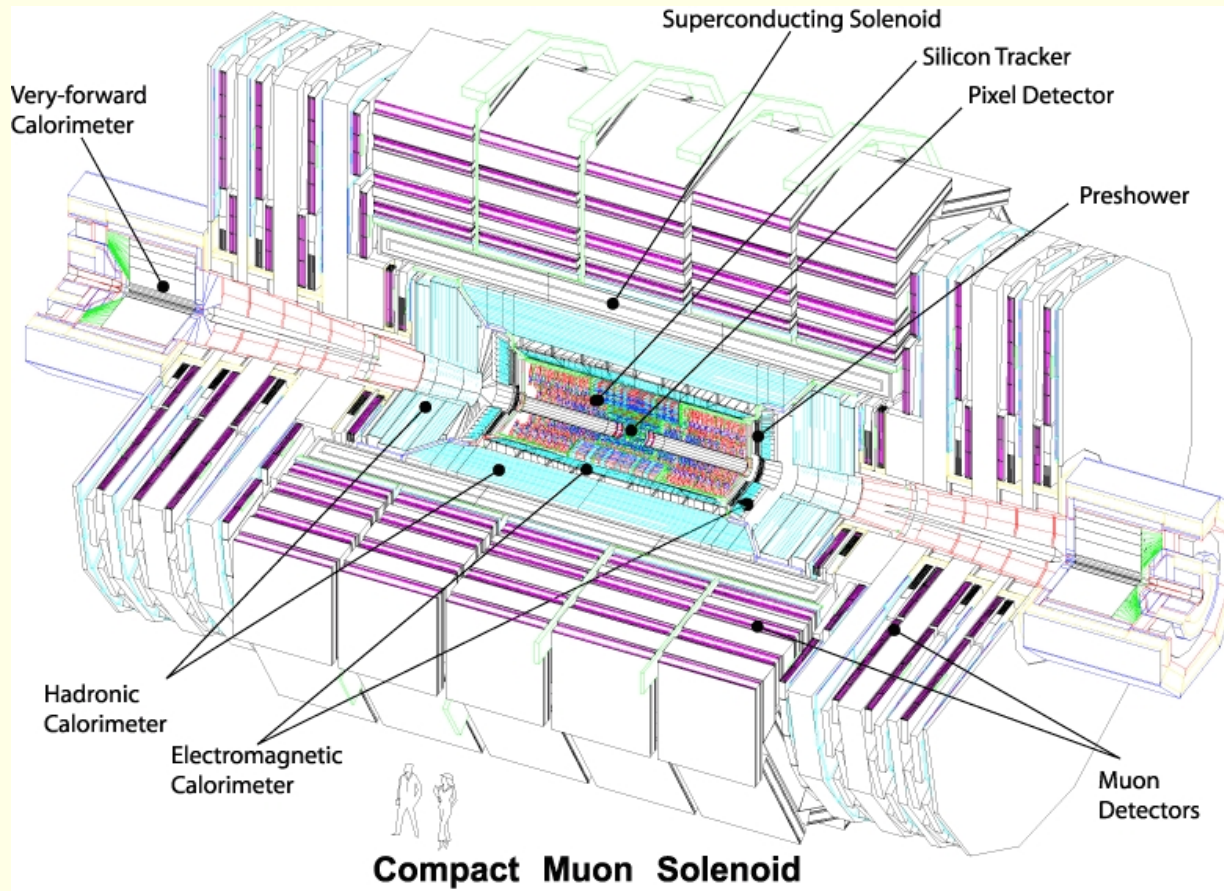 Superconducting Solenoid
Silicon Tracker
Pixel Detector
Very-forward
Calorimeter
Preshower
Hadronic
Calorimeter
Electromagnetic
Calorimeter
Muon
Detectors
Compact Muon Solenoid